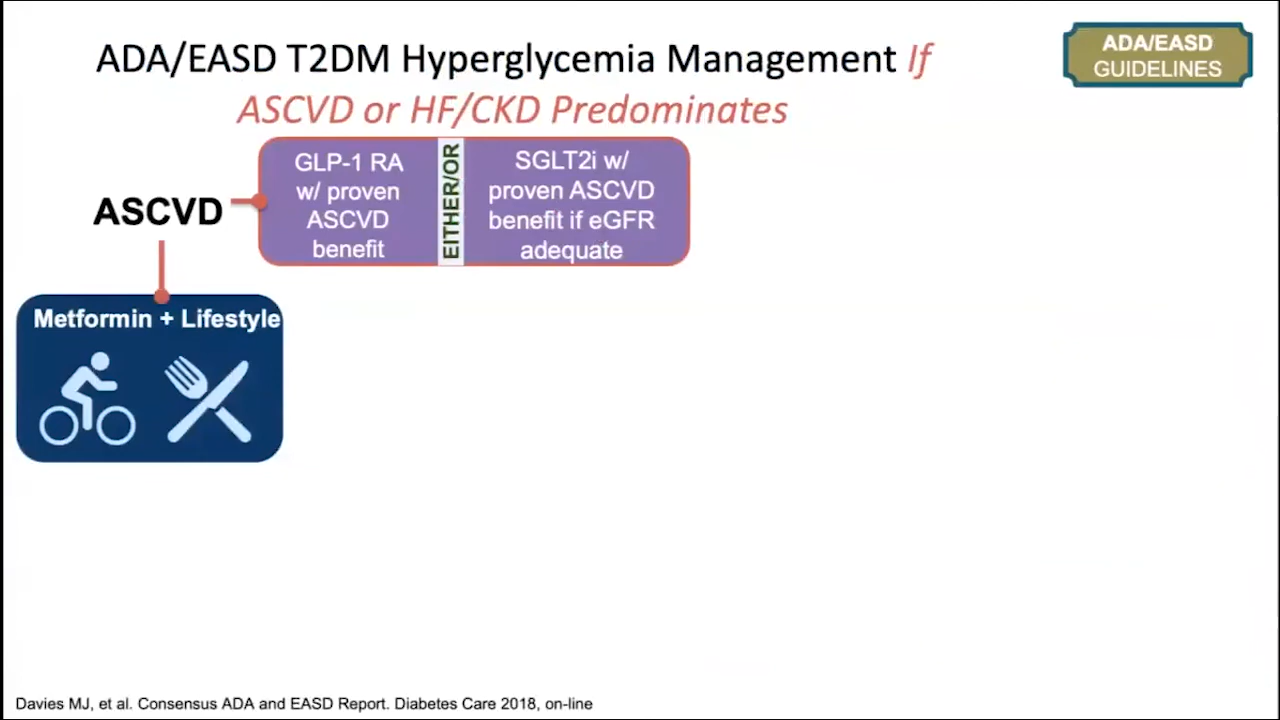 ADA/EASD T2DM Hyperglycemia Management If
ASCVD or HF/CKD Predominates
ADA/EASD
GUIDELINES
ASCVD
GLP-1 RA
w/ proven
ASCVD
benefit
EITHER/OR
SGLT2i w/
proven ASCVD
benefit if eGFR
adequate
Metformin + Lifestyle
Davies MJ, et al. Consensus ADA and EASD Report. Diabetes Care 2018, on-line